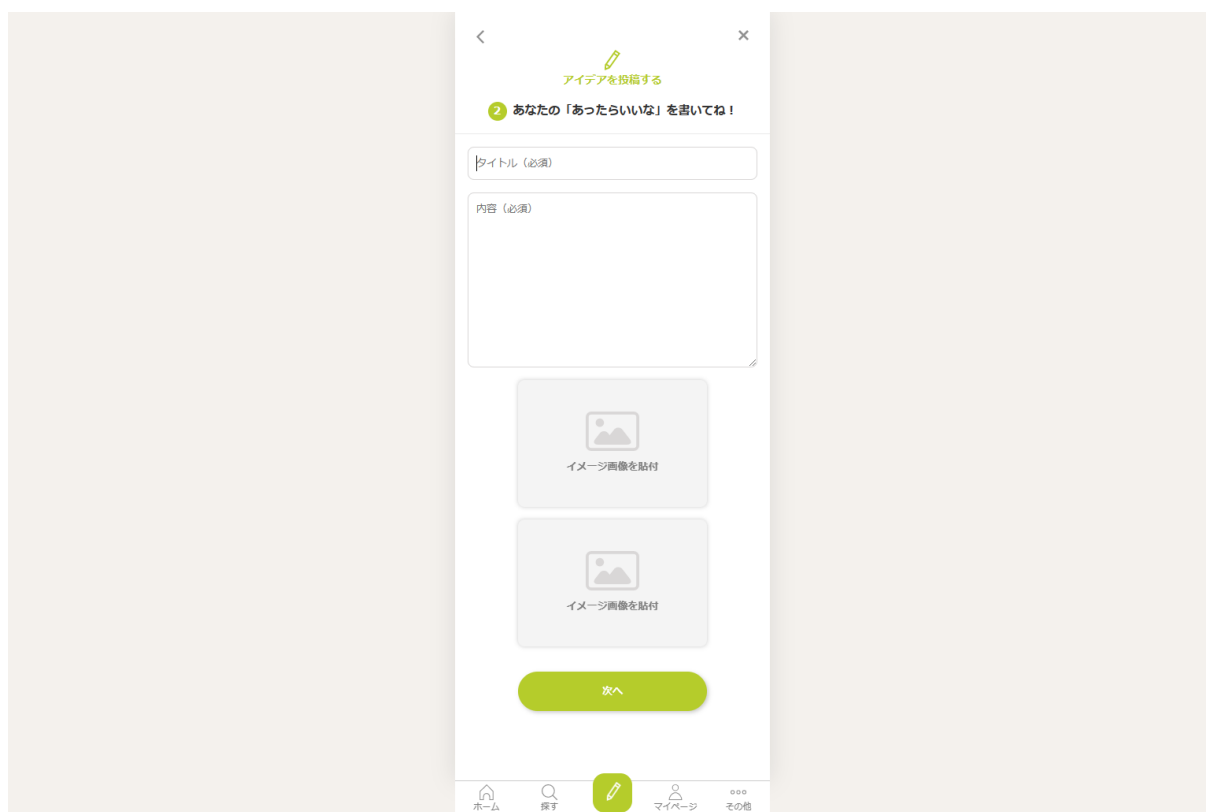 アイデアを投稿する
2 あなたの「あったらいいな」を書いてね！
タイトル（必須）
内容（必須）
イメージ画像を貼付
イメージ画像を貼付
次へ
ホーム 探す マイページ その他